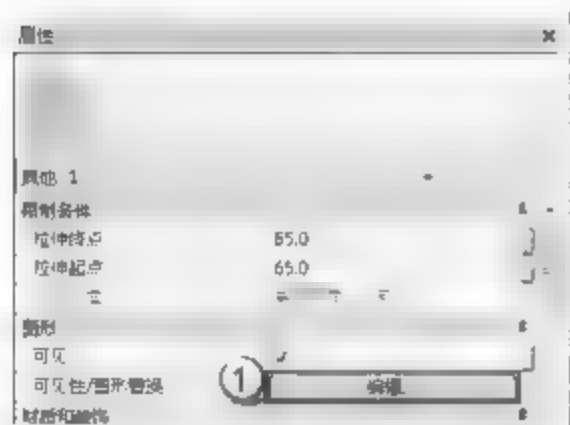 属性
其他 1
限制条件
拉伸终点 65.0
拉伸起点 65.0
图形
可见
可见性/图形替换 ① 编辑...
材质和装饰